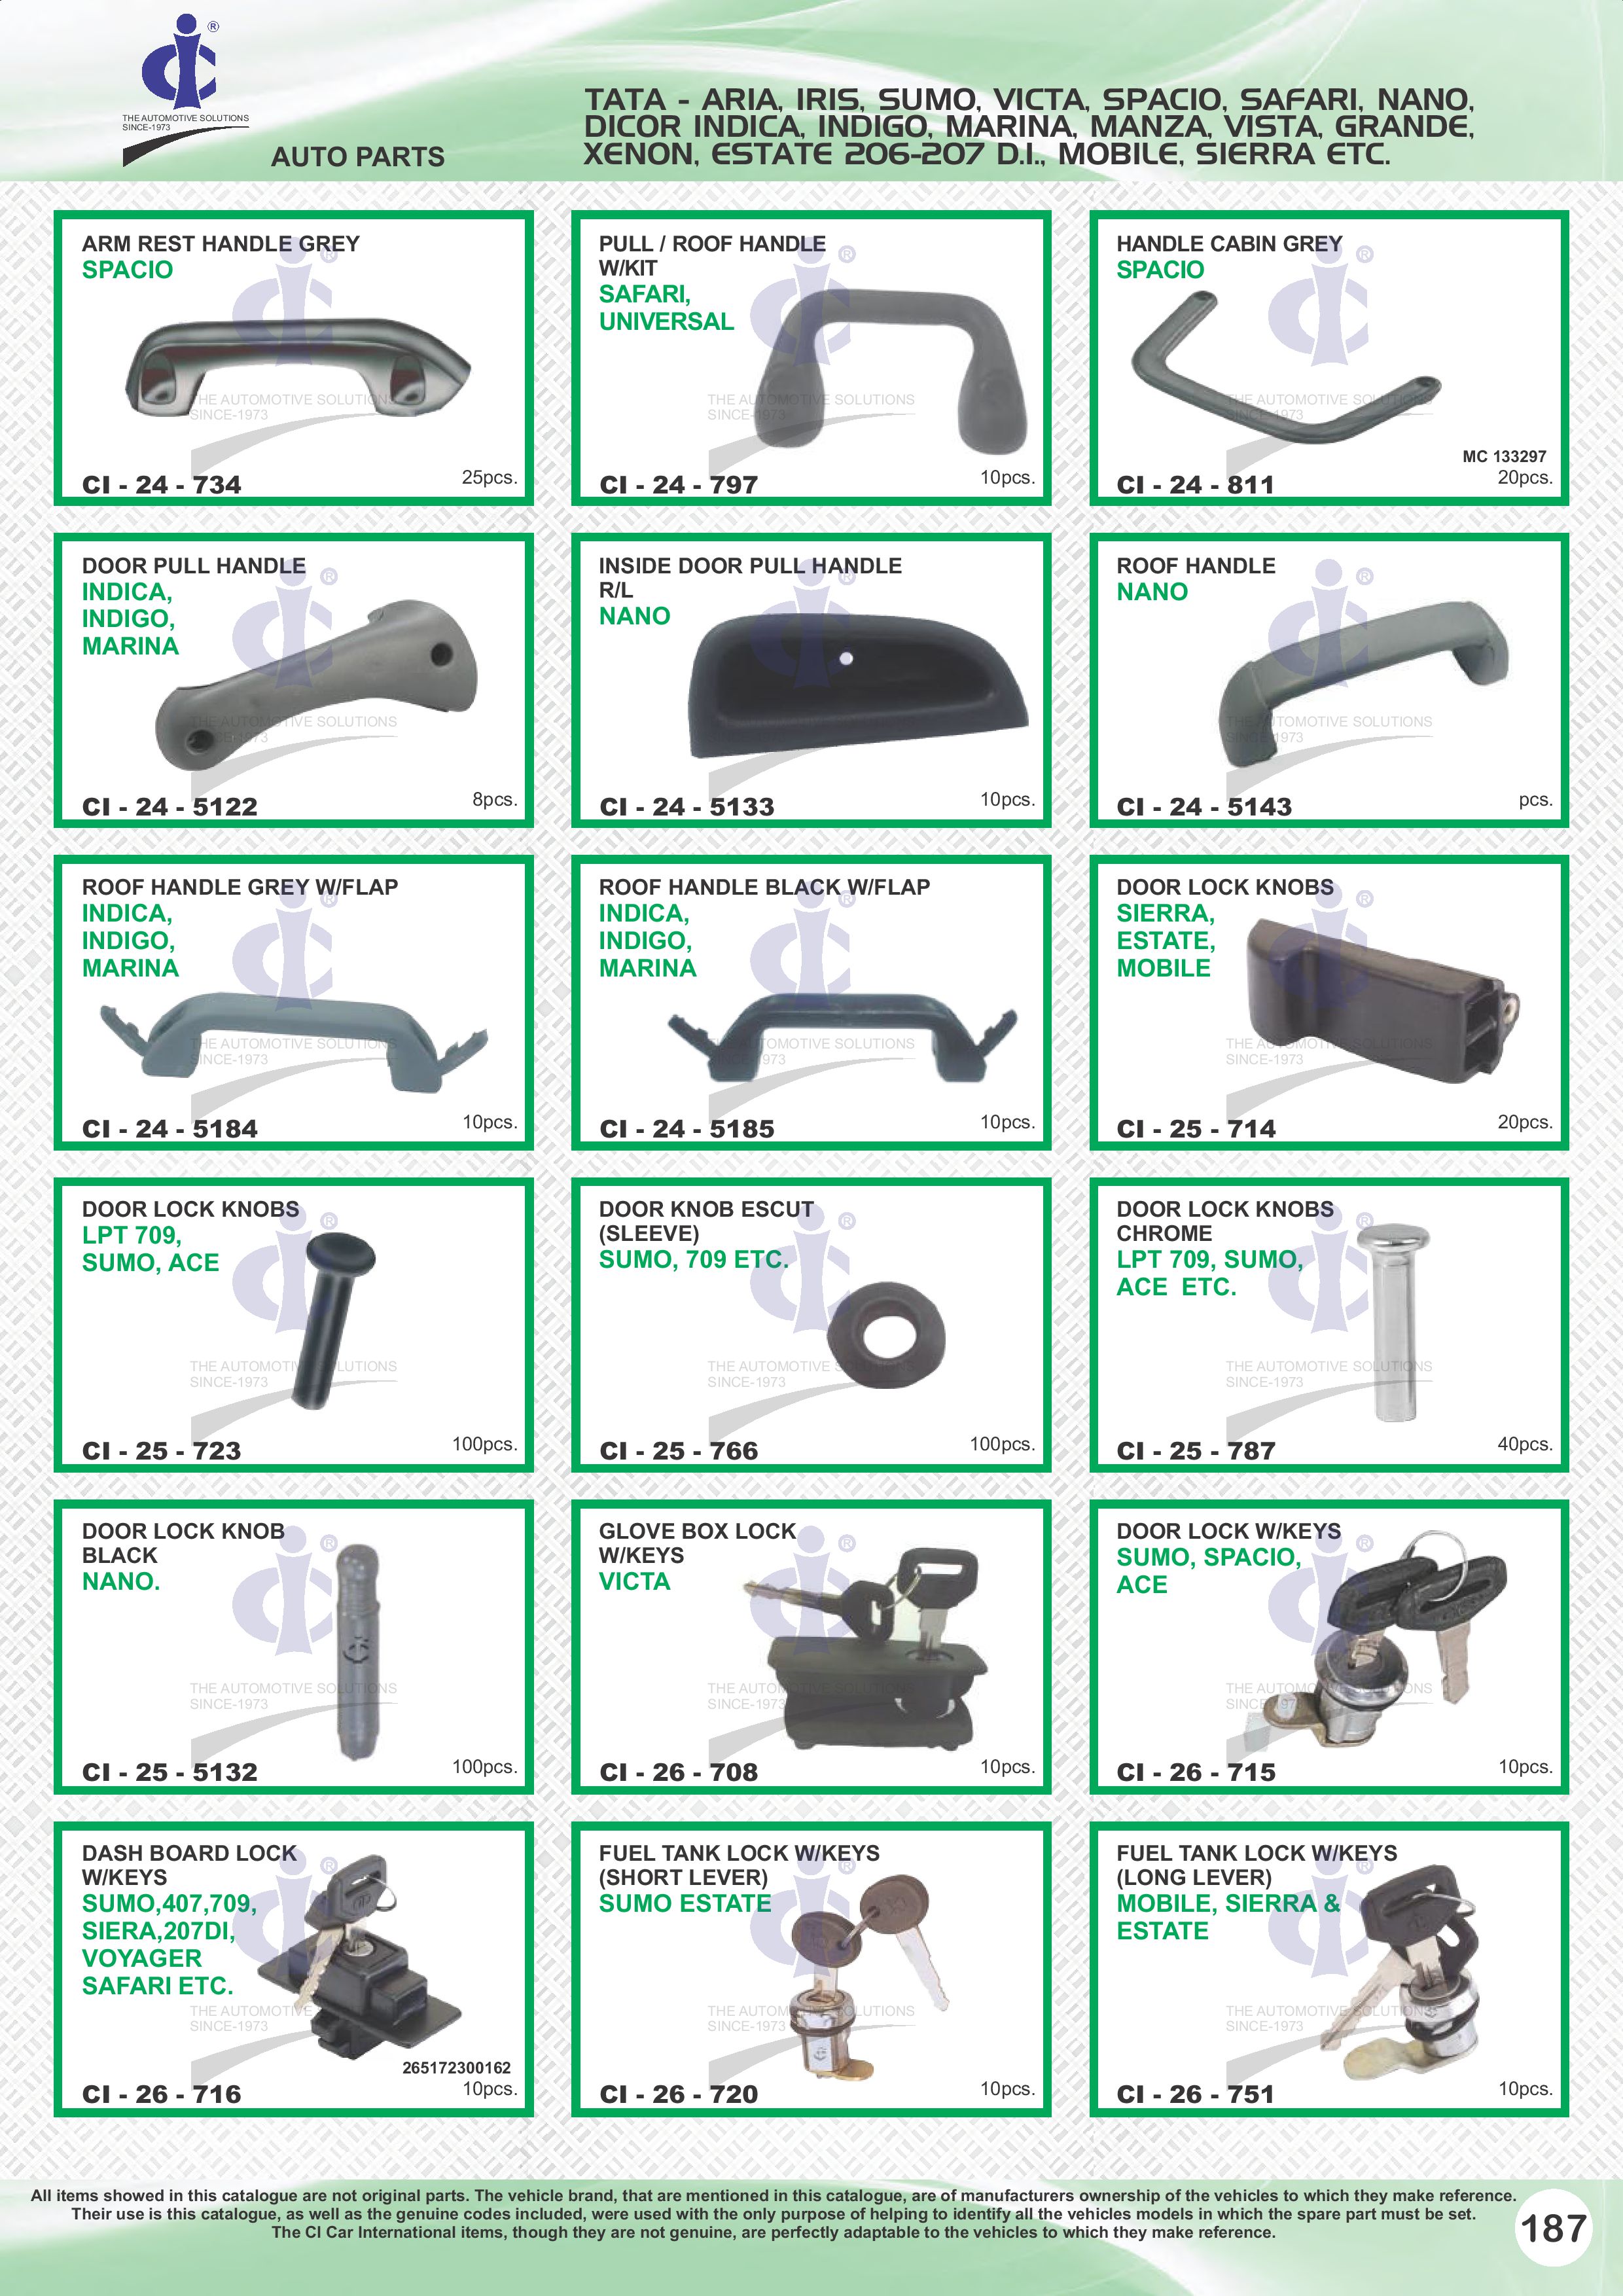 ®
THE AUTOMOTIVE SOLUTIONS
SINCE-1973
AUTO PARTS
TATA - ARIA, IRIS, SUMO, VICTA, SPACIO, SAFARI, NANO,
DICOR INDICA, INDIGO, MARINA, MANZA, VISTA, GRANDE,
XENON, ESTATE 206-207 D.I., MOBILE, SIERRA ETC.
ARM REST HANDLE GREY
SPACIO
CI - 24 - 734
25pcs.
PULL / ROOF HANDLE
W/KIT
SAFARI,
UNIVERSAL
CI - 24 - 797
10pcs.
HANDLE CABIN GREY
SPACIO
MC 133297
CI - 24 - 811
20pcs.
DOOR PULL HANDLE
INDICA,
INDIGO,
MARINA
CI - 24 - 5122
8pcs.
INSIDE DOOR PULL HANDLE
R/L
NANO
CI - 24 - 5133
10pcs.
ROOF HANDLE
NANO
CI - 24 - 5143
pcs.
ROOF HANDLE GREY W/FLAP
INDICA,
INDIGO,
MARINA
CI - 24 - 5184
10pcs.
ROOF HANDLE BLACK W/FLAP
INDICA,
INDIGO,
MARINA
CI - 24 - 5185
10pcs.
DOOR LOCK KNOBS
SIERRA,
ESTATE,
MOBILE
CI - 25 - 714
20pcs.
DOOR LOCK KNOBS
LPT 709,
SUMO, ACE
CI - 25 - 723
100pcs.
DOOR KNOB ESCUT
(SLEEVE)
SUMO, 709 ETC.
CI - 25 - 766
100pcs.
DOOR LOCK KNOBS
CHROME
LPT 709, SUMO,
ACE ETC.
CI - 25 - 787
40pcs.
DOOR LOCK KNOB
BLACK
NANO.
CI - 25 - 5132
100pcs.
GLOVE BOX LOCK
W/KEYS
VICTA
CI - 26 - 708
10pcs.
DOOR LOCK W/KEYS
SUMO, SPACIO,
ACE
CI - 26 - 715
10pcs.
DASH BOARD LOCK
W/KEYS
SUMO,407,709,
SIERA,207DI,
VOYAGER
SAFARI ETC.
265172300162
CI - 26 - 716
10pcs.
FUEL TANK LOCK W/KEYS
(SHORT LEVER)
SUMO ESTATE
CI - 26 - 720
10pcs.
FUEL TANK LOCK W/KEYS
(LONG LEVER)
MOBILE, SIERRA &
ESTATE
CI - 26 - 751
10pcs.
All items showed in this catalogue are not original parts. The vehicle brand, that are mentioned in this catalogue, are of manufacturers ownership of the vehicles to which they make reference.
Their use is this catalogue, as well as the genuine codes included, were used with the only purpose of helping to identify all the vehicles models in which the spare part must be set.
The CI Car International items, though they are not genuine, are perfectly adaptable to the vehicles to which they make reference.
187